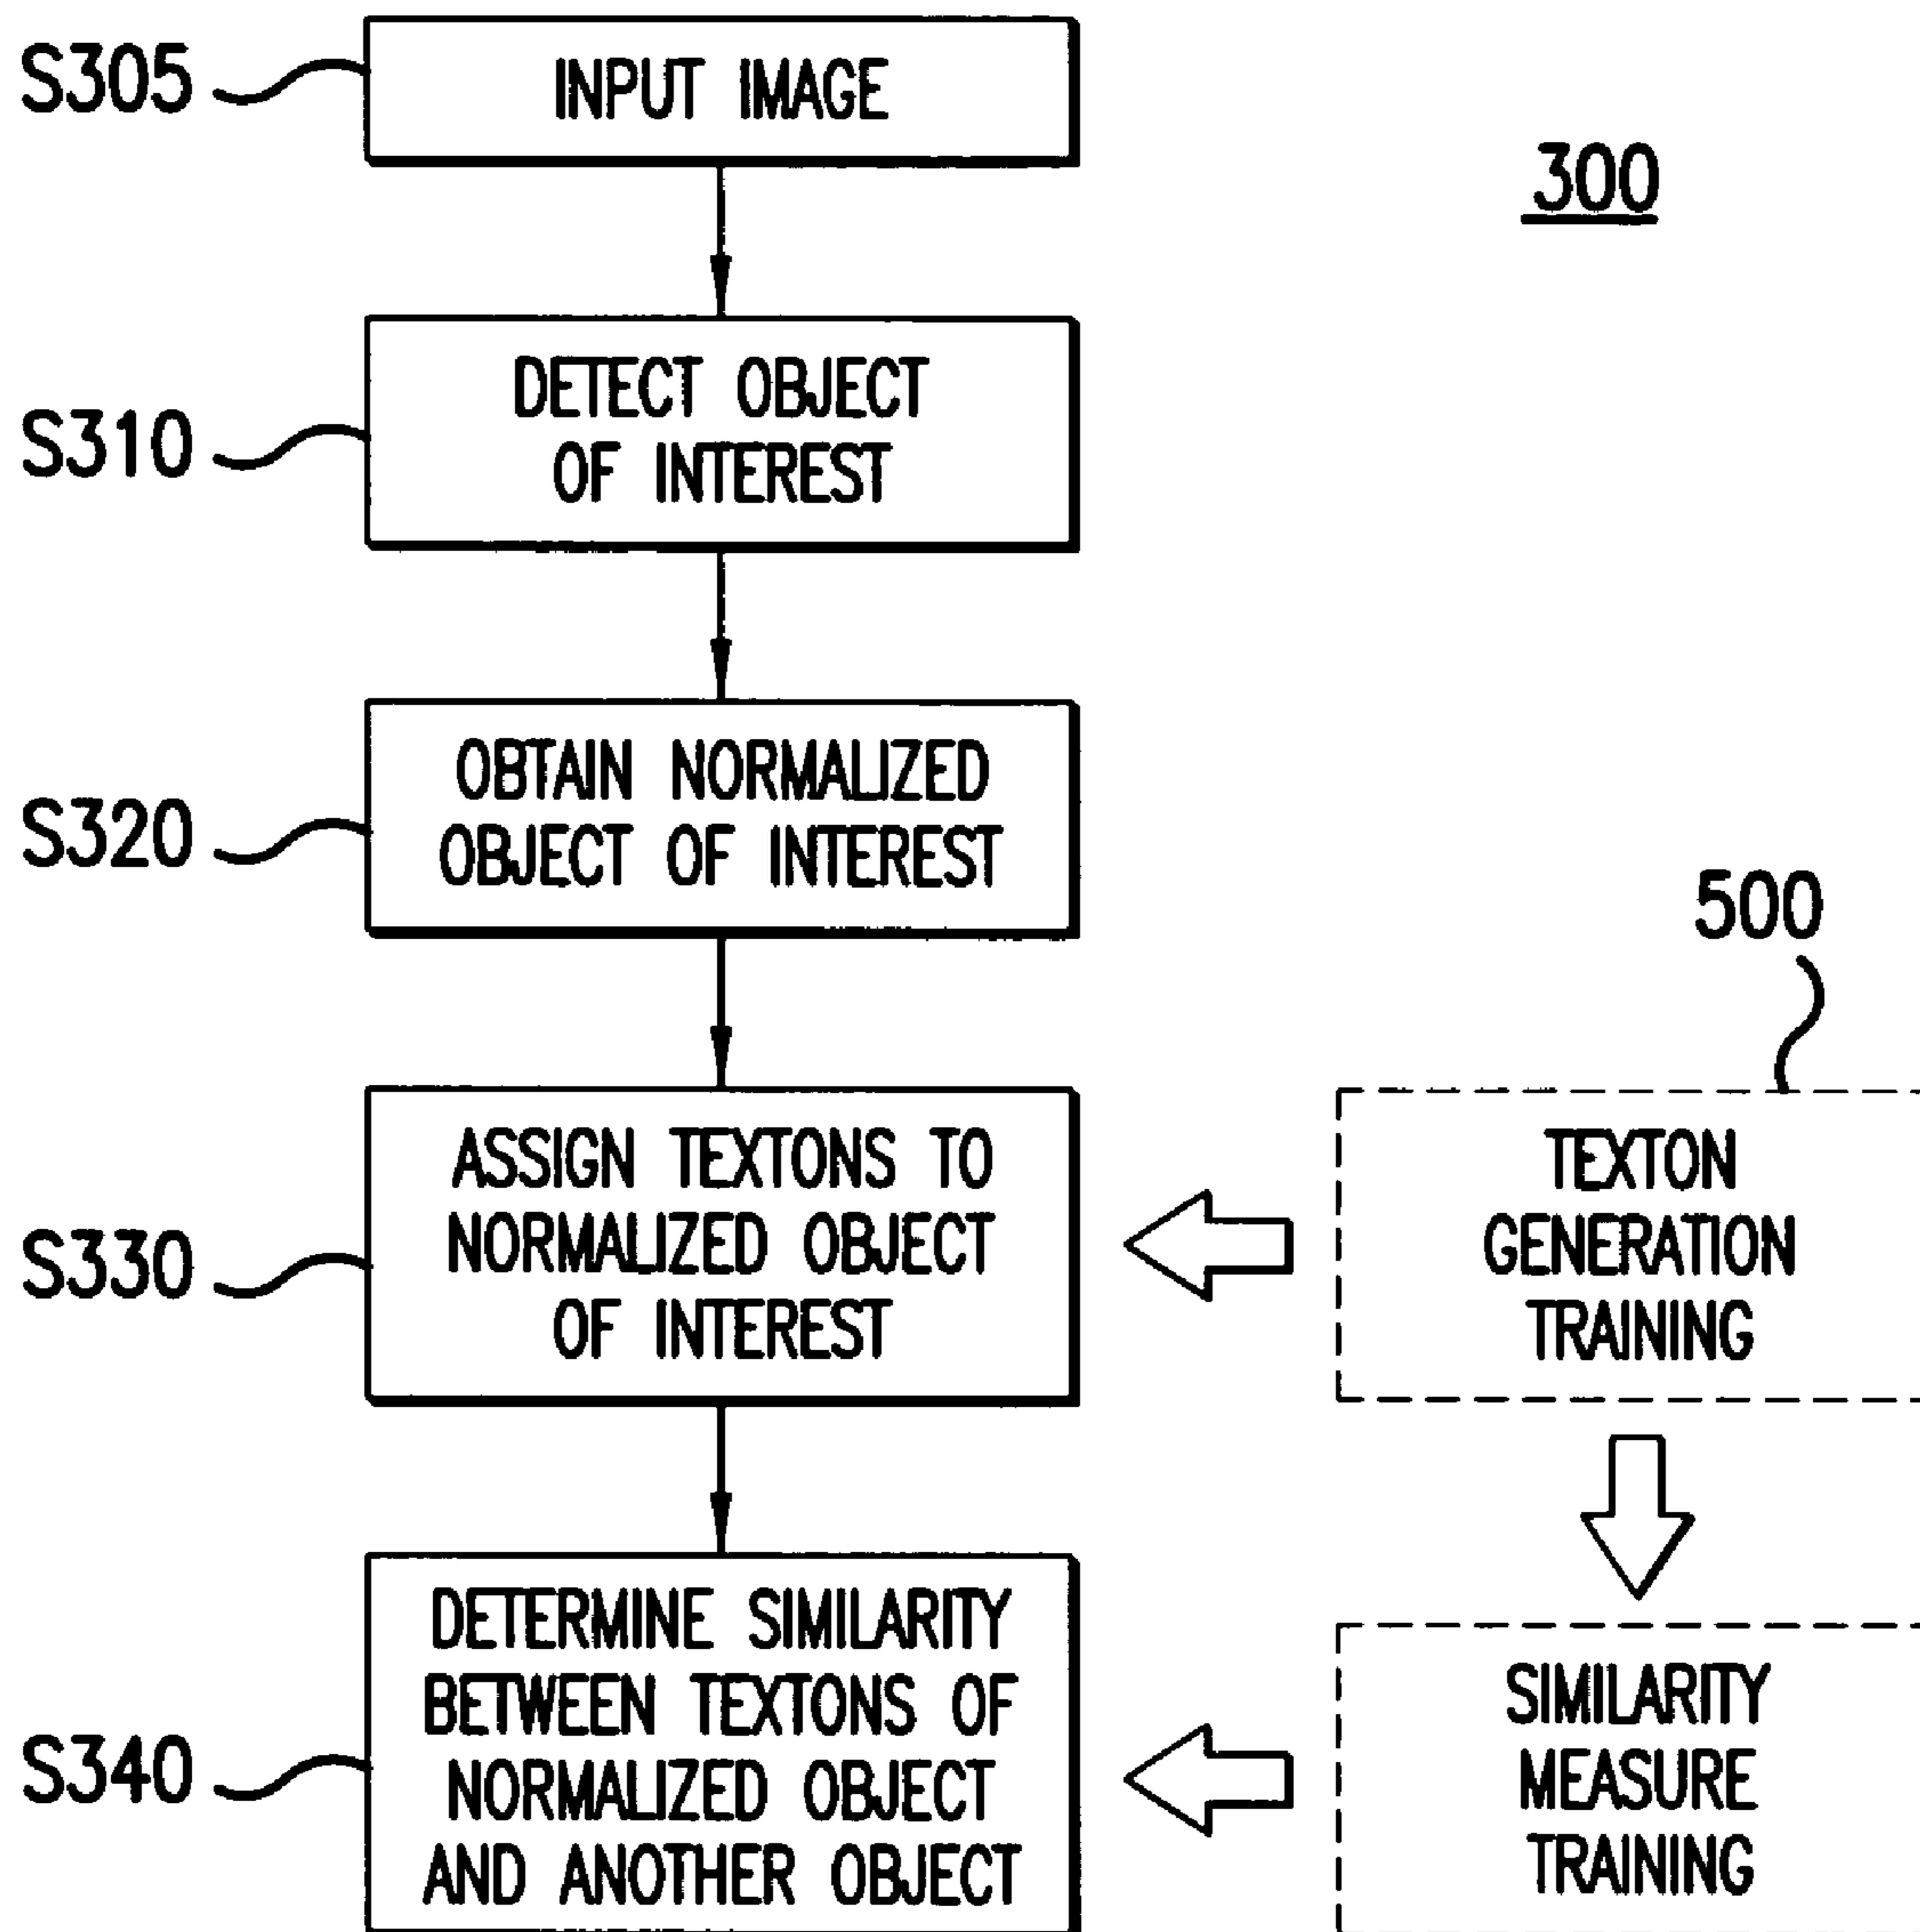 S305
INPUT IMAGE
300
S310
DETECT OBJECT
OF INTEREST
S320
OBTAIN NORMALIZED
OBJECT OF INTEREST
500
S330
ASSIGN TEXTONS TO
NORMALIZED OBJECT
OF INTEREST
TEXTON
GENERATION
TRAINING
S340
DETERMINE SIMILARITY
BETWEEN TEXTONS OF
NORMALIZED OBJECT
AND ANOTHER OBJECT
SIMILARITY
MEASURE
TRAINING